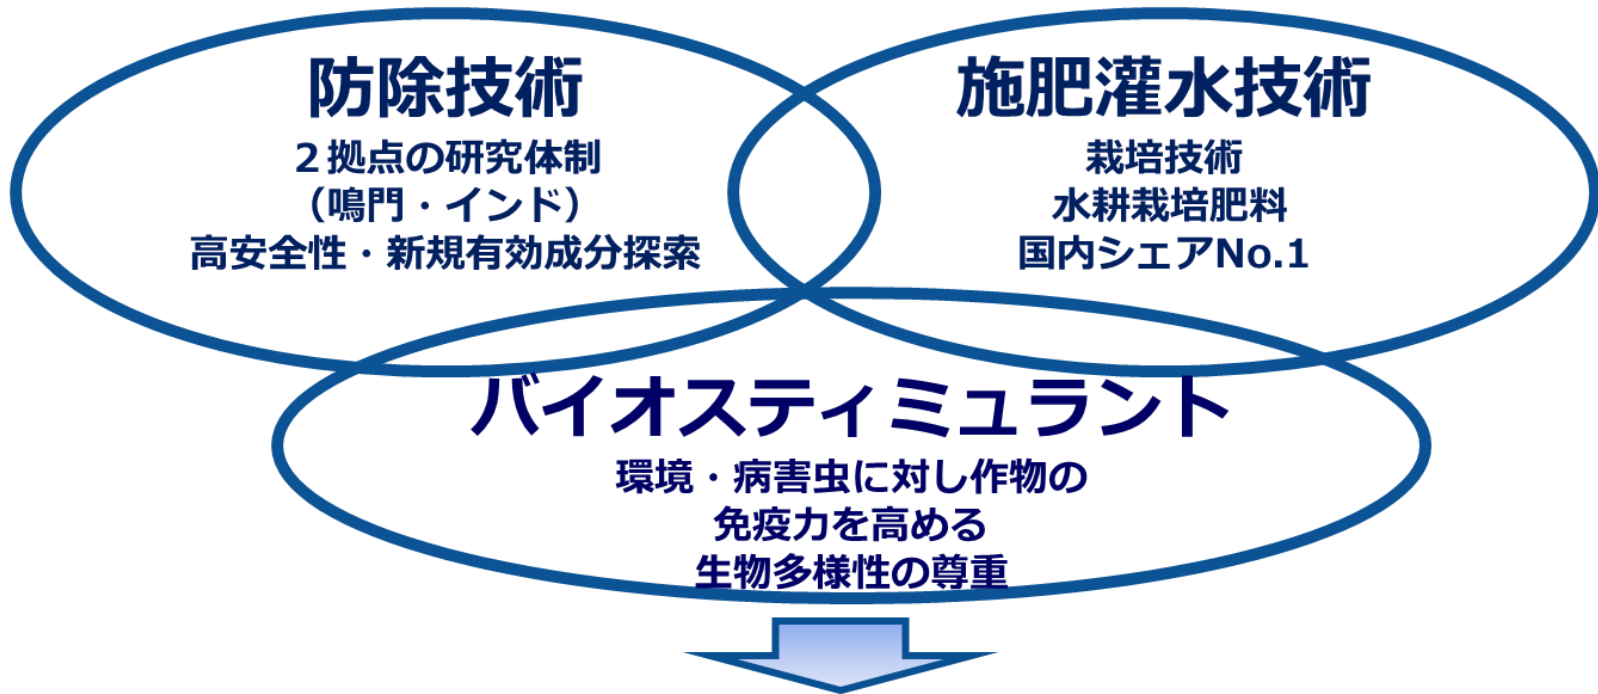 防除技術
２拠点の研究体制
（鳴門・インド）
高安全性・新規有効成分探索
施肥灌水技術
栽培技術
水耕栽培肥料
国内シェアNo.1
バイオスティミュラント
環境・病害虫に対し作物の
免疫力を高める
生物多様性の尊重